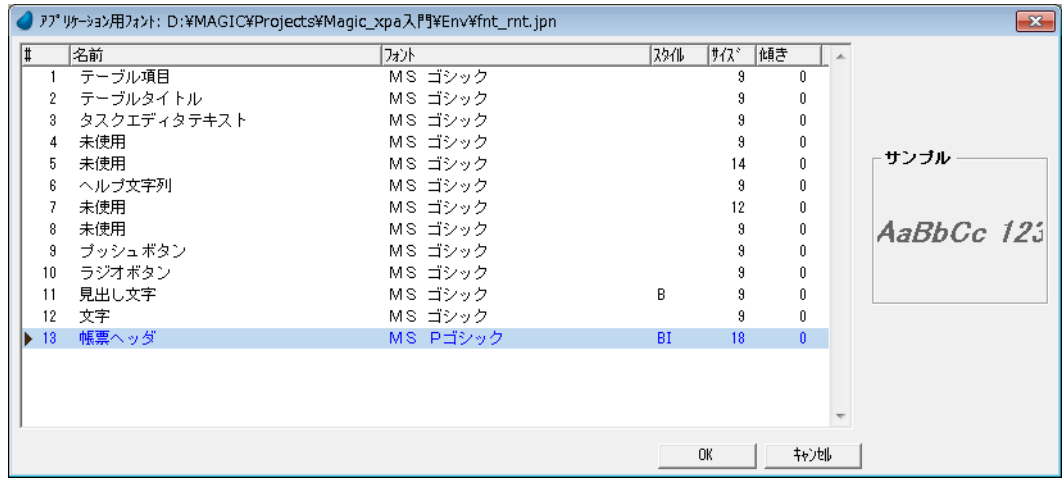 ｱﾌﾟﾘｹｰｼｮﾝ用ﾌｫﾝﾄ: D:¥MAGIC¥Projects¥Magic_xpa入門¥Env¥fnt_rnt.jpn
# 名前 ﾌｫﾝﾄ ｽﾀｲﾙ ｻｲｽﾞ 傾き
1 テーブル項目 ＭＳ ゴシック 9 0
2 テーブルタイトル ＭＳ ゴシック 9 0
3 タスクエディタテキスト ＭＳ ゴシック 9 0
4 未使用 ＭＳ ゴシック 9 0
5 未使用 ＭＳ ゴシック 14 0
6 ヘルプ文字列 ＭＳ ゴシック 9 0
7 未使用 ＭＳ ゴシック 12 0
8 未使用 ＭＳ ゴシック 9 0
9 プッシュボタン ＭＳ ゴシック 9 0
10 ラジオボタン ＭＳ ゴシック 9 0
11 見出し文字 ＭＳ ゴシック B 9 0
12 文字 ＭＳ ゴシック 9 0
13 帳票ヘッダ ＭＳ Ｐゴシック BI 18 0
サンプル
AaBbCc 123
OK ｷｬﾝｾﾙ